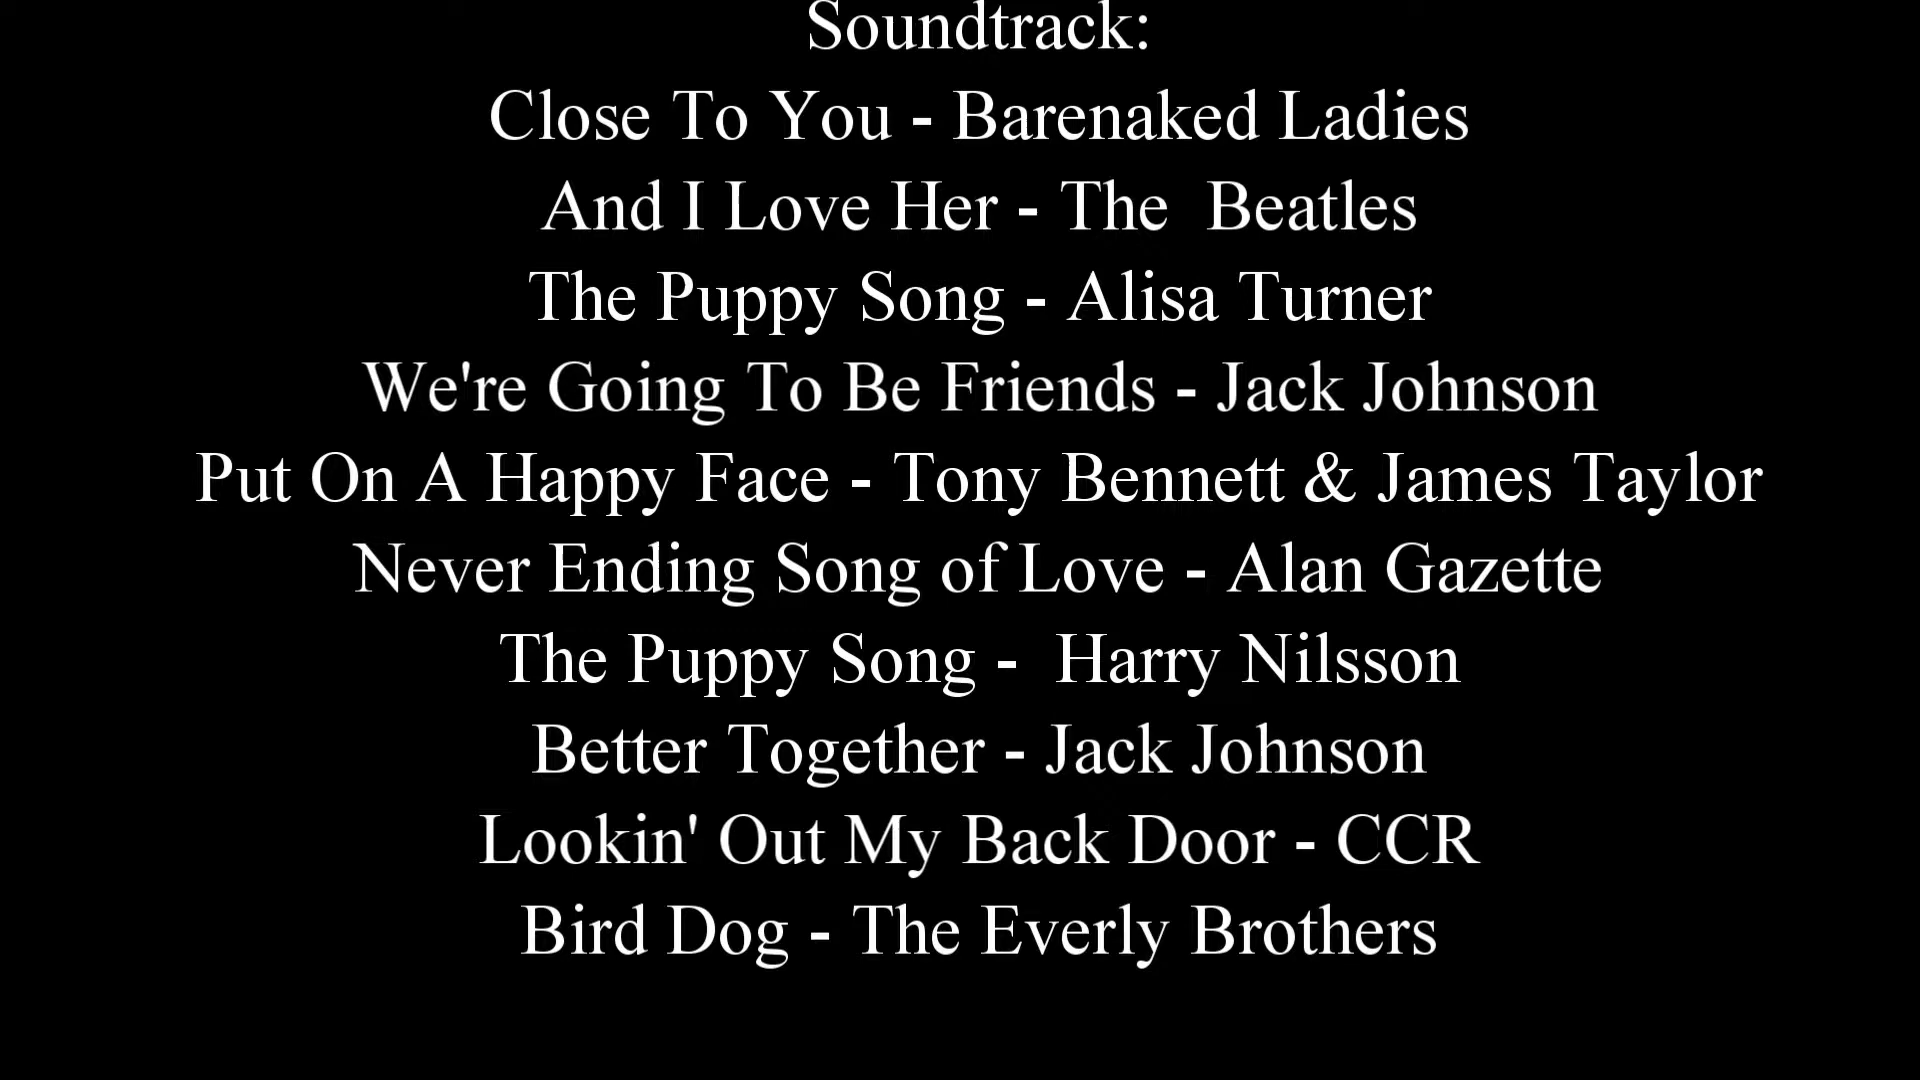 Soundtrack:
Close To You - Barenaked Ladies
And I Love Her - The  Beatles
The Puppy Song - Alisa Turner
We're Going To Be Friends - Jack Johnson
Put On A Happy Face - Tony Bennett & James Taylor
Never Ending Song of Love - Alan Gazette
The Puppy Song -  Harry Nilsson
Better Together - Jack Johnson
Lookin' Out My Back Door - CCR
Bird Dog - The Everly Brothers